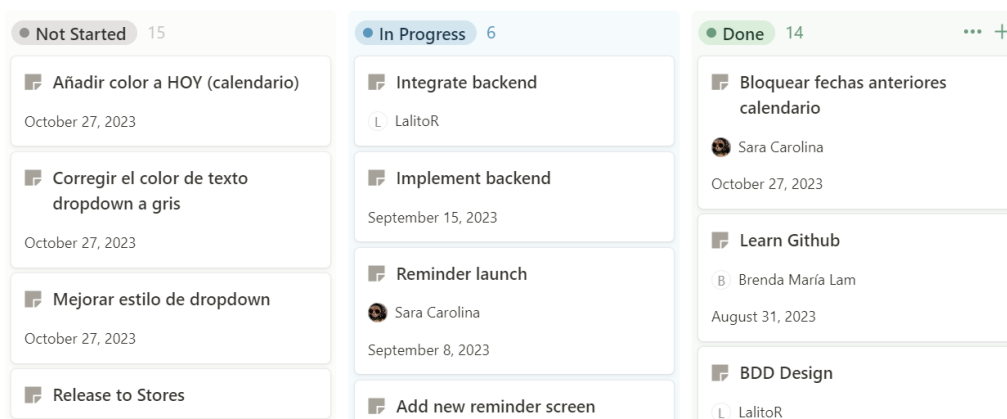 Not Started 15
Añadir color a HOY (calendario)
October 27, 2023
Corregir el color de texto
dropdown a gris
October 27, 2023
Mejorar estilo de dropdown
October 27, 2023
Release to Stores
In Progress 6
Integrate backend
L LalitoR
Implement backend
September 15, 2023
Reminder launch
Sara Carolina
September 8, 2023
Add new reminder screen
Done 14
Bloquear fechas anteriores
calendario
Sara Carolina
October 27, 2023
Learn Github
B Brenda María Lam
August 31, 2023
BDD Design
L LalitoR